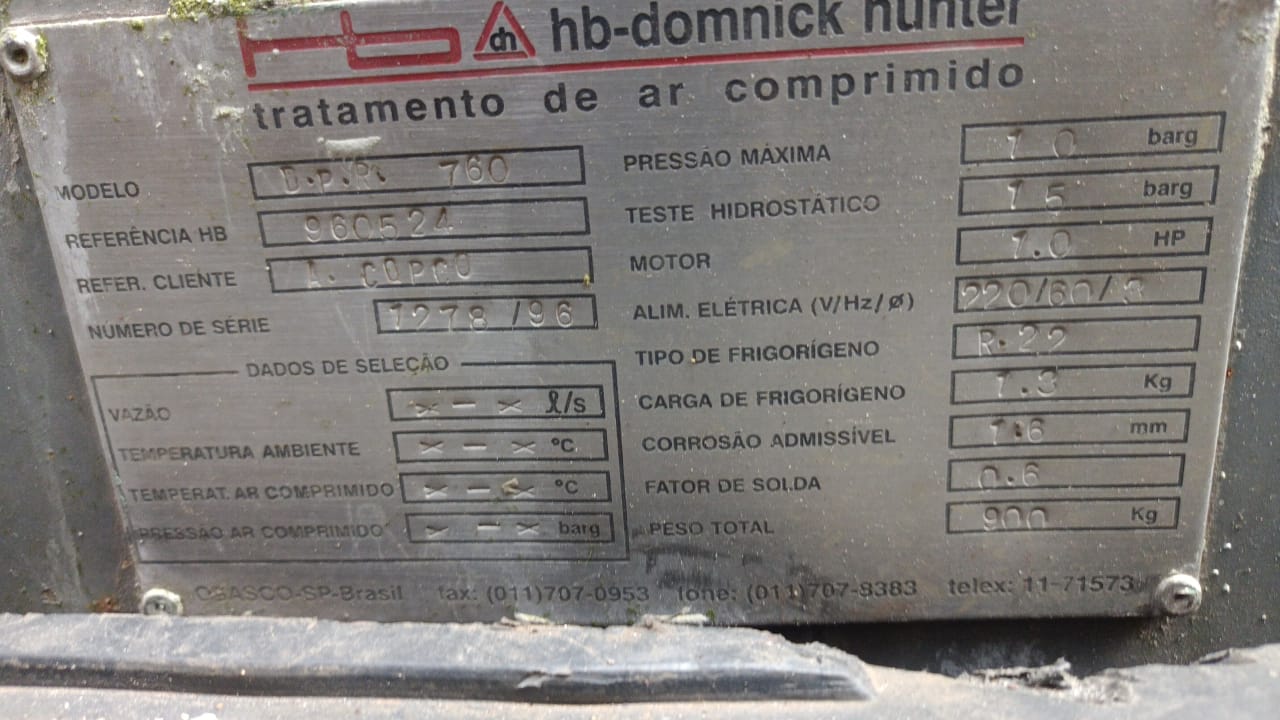 hb dh hb-domnick hunter
tratamento de ar comprimido
MODELO D.P.R. 760
REFERÊNCIA HB 960524
REFER. CLIENTE A. COPCO
NÚMERO DE SÉRIE 1278/96
DADOS DE SELEÇÃO
VAZÃO × - × ℓ/s
TEMPERATURA AMBIENTE × - × °C
TEMPERAT. AR COMPRIMIDO × - × °C
PRESSÃO AR COMPRIMIDO × - × barg
PRESSÃO MÁXIMA 10 barg
TESTE HIDROSTÁTICO 15 barg
MOTOR 1.0 HP
ALIM. ELÉTRICA (V/Hz/ø) 220/60/3
TIPO DE FRIGORÍGENO R.22
CARGA DE FRIGORÍGENO 1.3 Kg
CORROSÃO ADMISSÍVEL 1.6 mm
FATOR DE SOLDA 0.6
PESO TOTAL 900 Kg
OSASCO-SP-Brasil fax: (011)707-0953 fone: (011)707-8383 telex: 11-71573